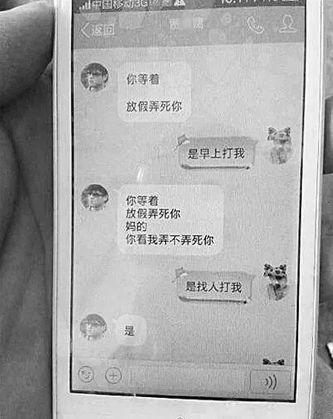 中国移动3G
返回
你等着
放假弄死你
是早上打我
你等着
放假弄死你
妈的
你看我弄不弄死你
是找人打我
是